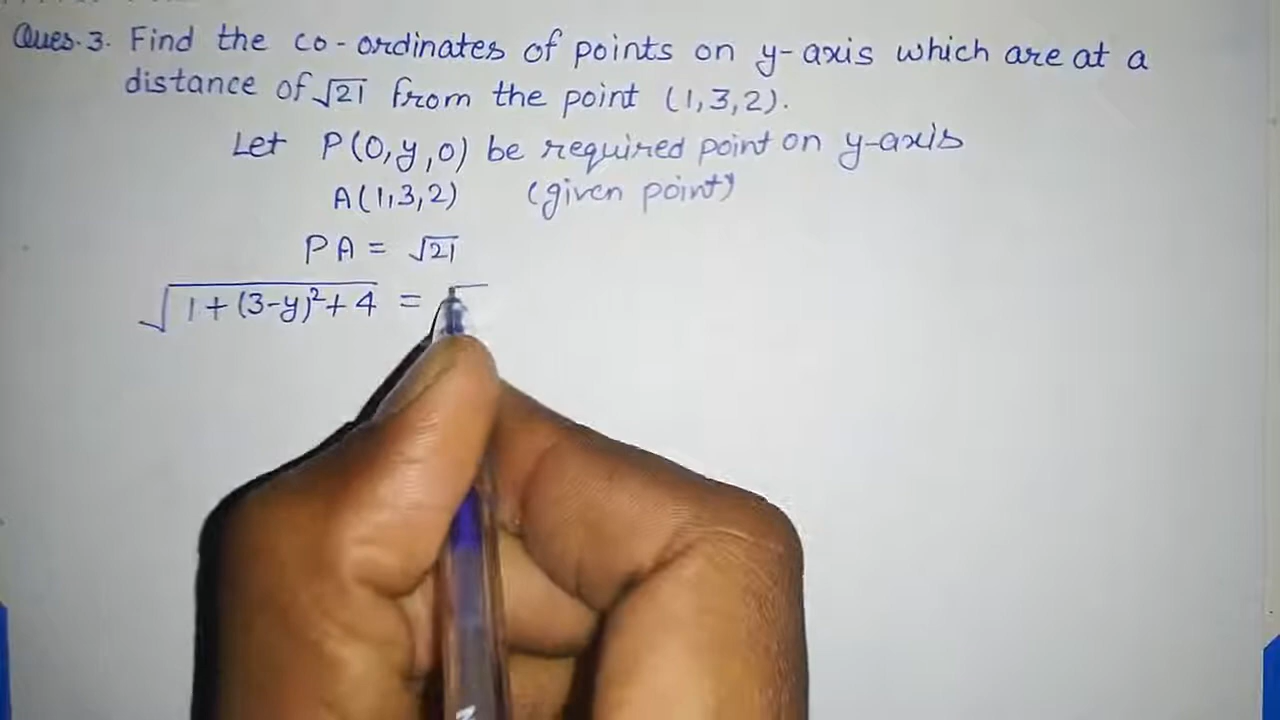 Ques. 3. Find the co-ordinates of points on y-axis which are at a
distance of √21 from the point (1,3,2).
Let P(0,y,0) be required point on y-axis
A(1,3,2) (given point)
PA = √21
√(1+(3-y)²+4) = √